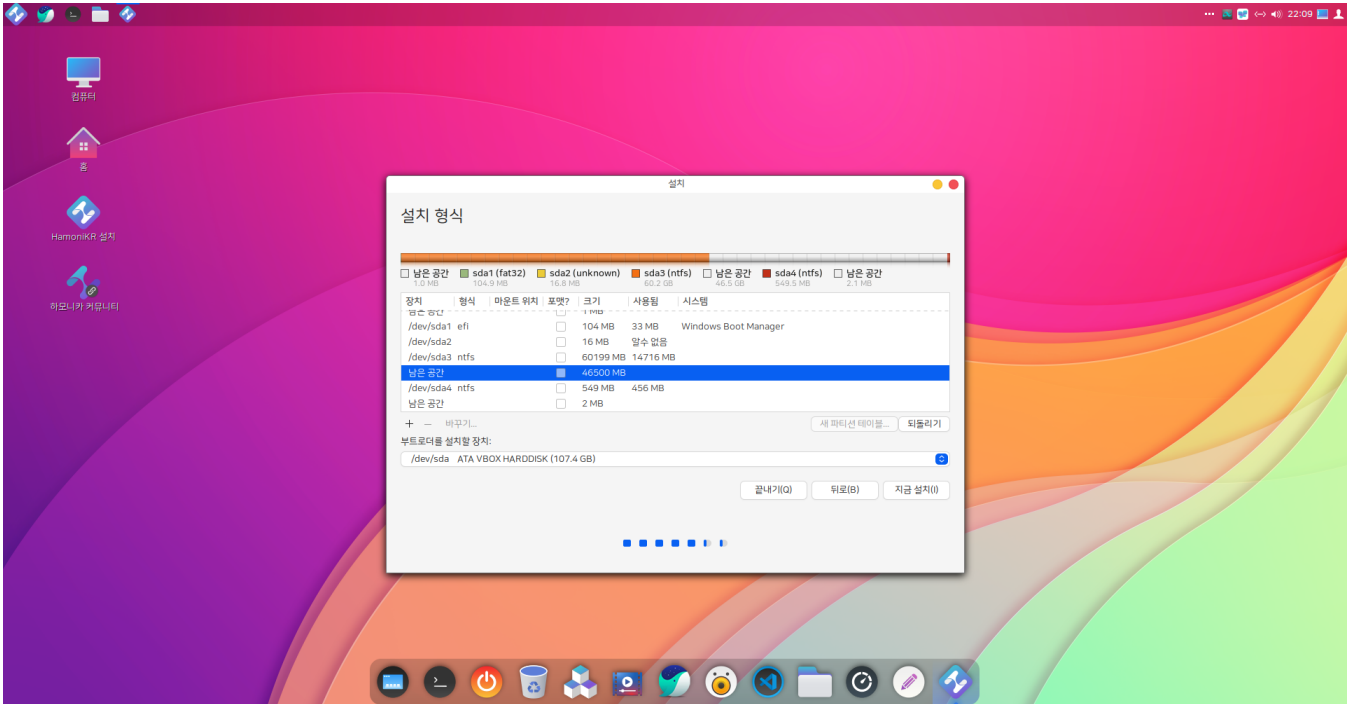 22:09
컴퓨터
홈
HamoniKR 설치
하모니카 커뮤니티
설치
설치 형식
남은 공간 sda1 (fat32) sda2 (unknown) sda3 (ntfs) 남은 공간 sda4 (ntfs) 남은 공간
1.0 MB 104.9 MB 16.8 MB 60.2 GB 46.5 GB 549.5 MB 2.1 MB
장치 형식 마운트 위치 포맷? 크기 사용됨 시스템
남은 공간 1 MB
/dev/sda1 efi 104 MB 33 MB Windows Boot Manager
/dev/sda2 16 MB 알수 없음
/dev/sda3 ntfs 60199 MB 14716 MB
남은 공간 46500 MB
/dev/sda4 ntfs 549 MB 456 MB
남은 공간 2 MB
+ − 바꾸기... 새 파티션 테이블... 되돌리기
부트로더를 설치할 장치:
/dev/sda ATA VBOX HARDDISK (107.4 GB)
끝내기(Q) 뒤로(B) 지금 설치(I)